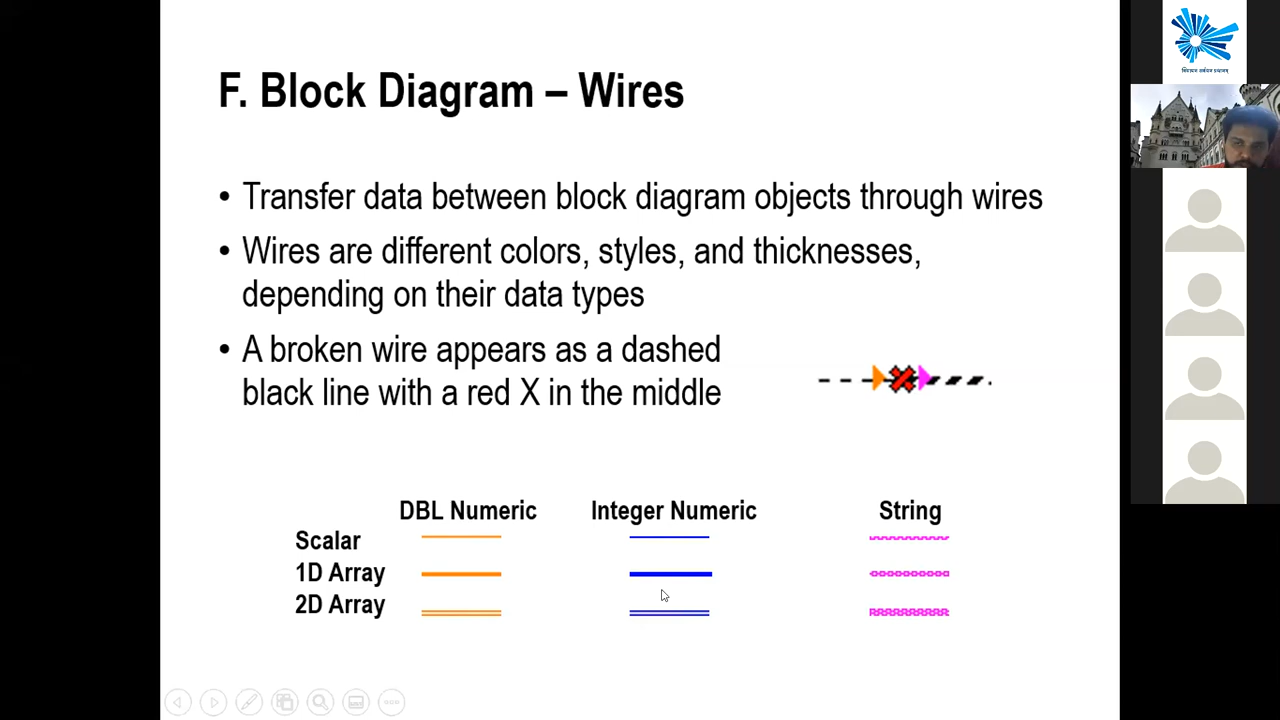 F. Block Diagram – Wires
• Transfer data between block diagram objects through wires
• Wires are different colors, styles, and thicknesses,
depending on their data types
• A broken wire appears as a dashed
black line with a red X in the middle
DBL Numeric Integer Numeric String
Scalar
1D Array
2D Array